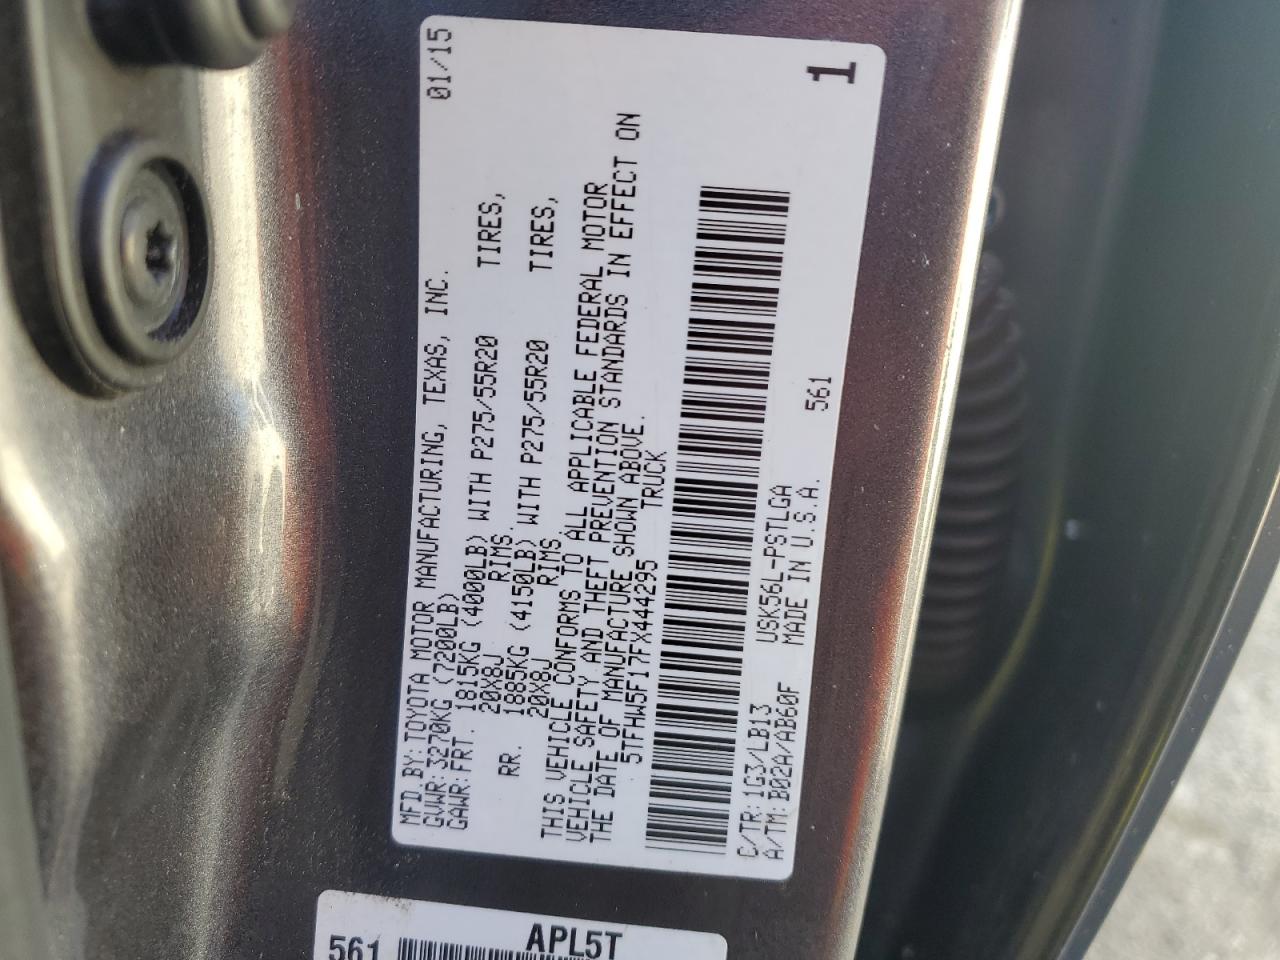 MFD BY: TOYOTA MOTOR MANUFACTURING, TEXAS, INC. 01/15
GVWR: 3270KG (7200LB)
GAWR: FRT. 1815KG (4000LB) WITH P275/55R20 TIRES,
20X8J RIMS.
RR. 1885KG (4150LB) WITH P275/55R20 TIRES,
20X8J RIMS.
THIS VEHICLE CONFORMS TO ALL APPLICABLE FEDERAL MOTOR
VEHICLE SAFETY AND THEFT PREVENTION STANDARDS IN EFFECT ON
THE DATE OF MANUFACTURE SHOWN ABOVE.
5TFHW5F17FX444295 TRUCK
C/TR: 1G3/LB13 USK56L-PSTLGA
A/TM: B02A/AB60F MADE IN U.S.A. 561
1
APL5T
561